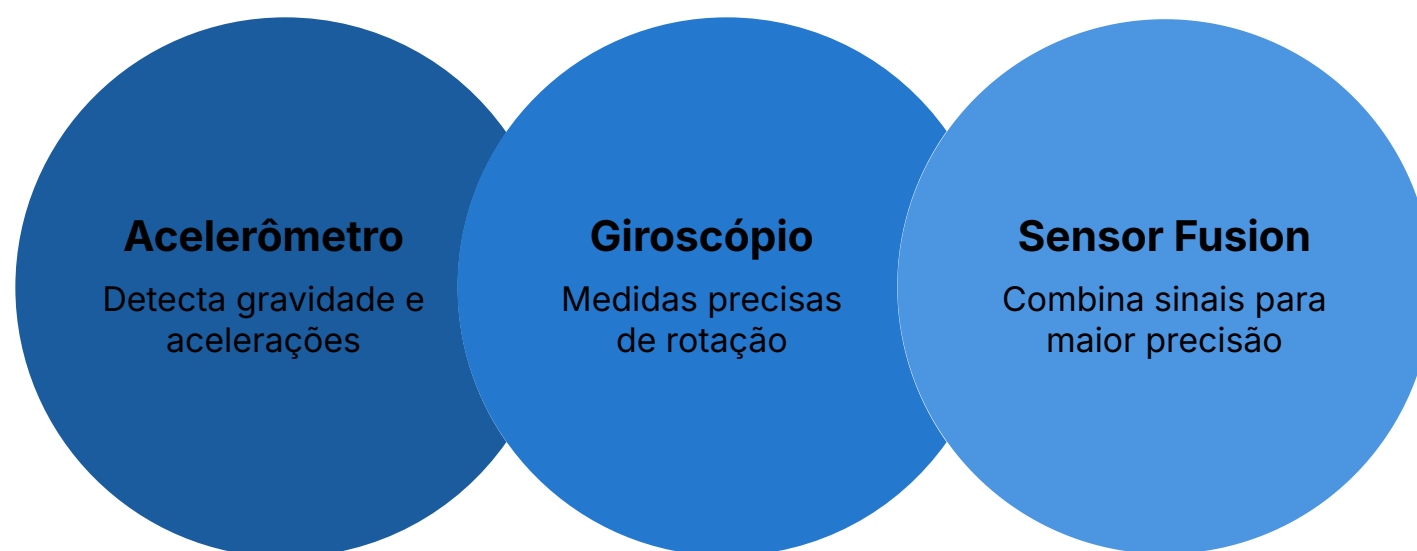 Acelerômetro
Detecta gravidade e
acelerações
Giroscópio
Medidas precisas
de rotação
Sensor Fusion
Combina sinais para
maior precisão